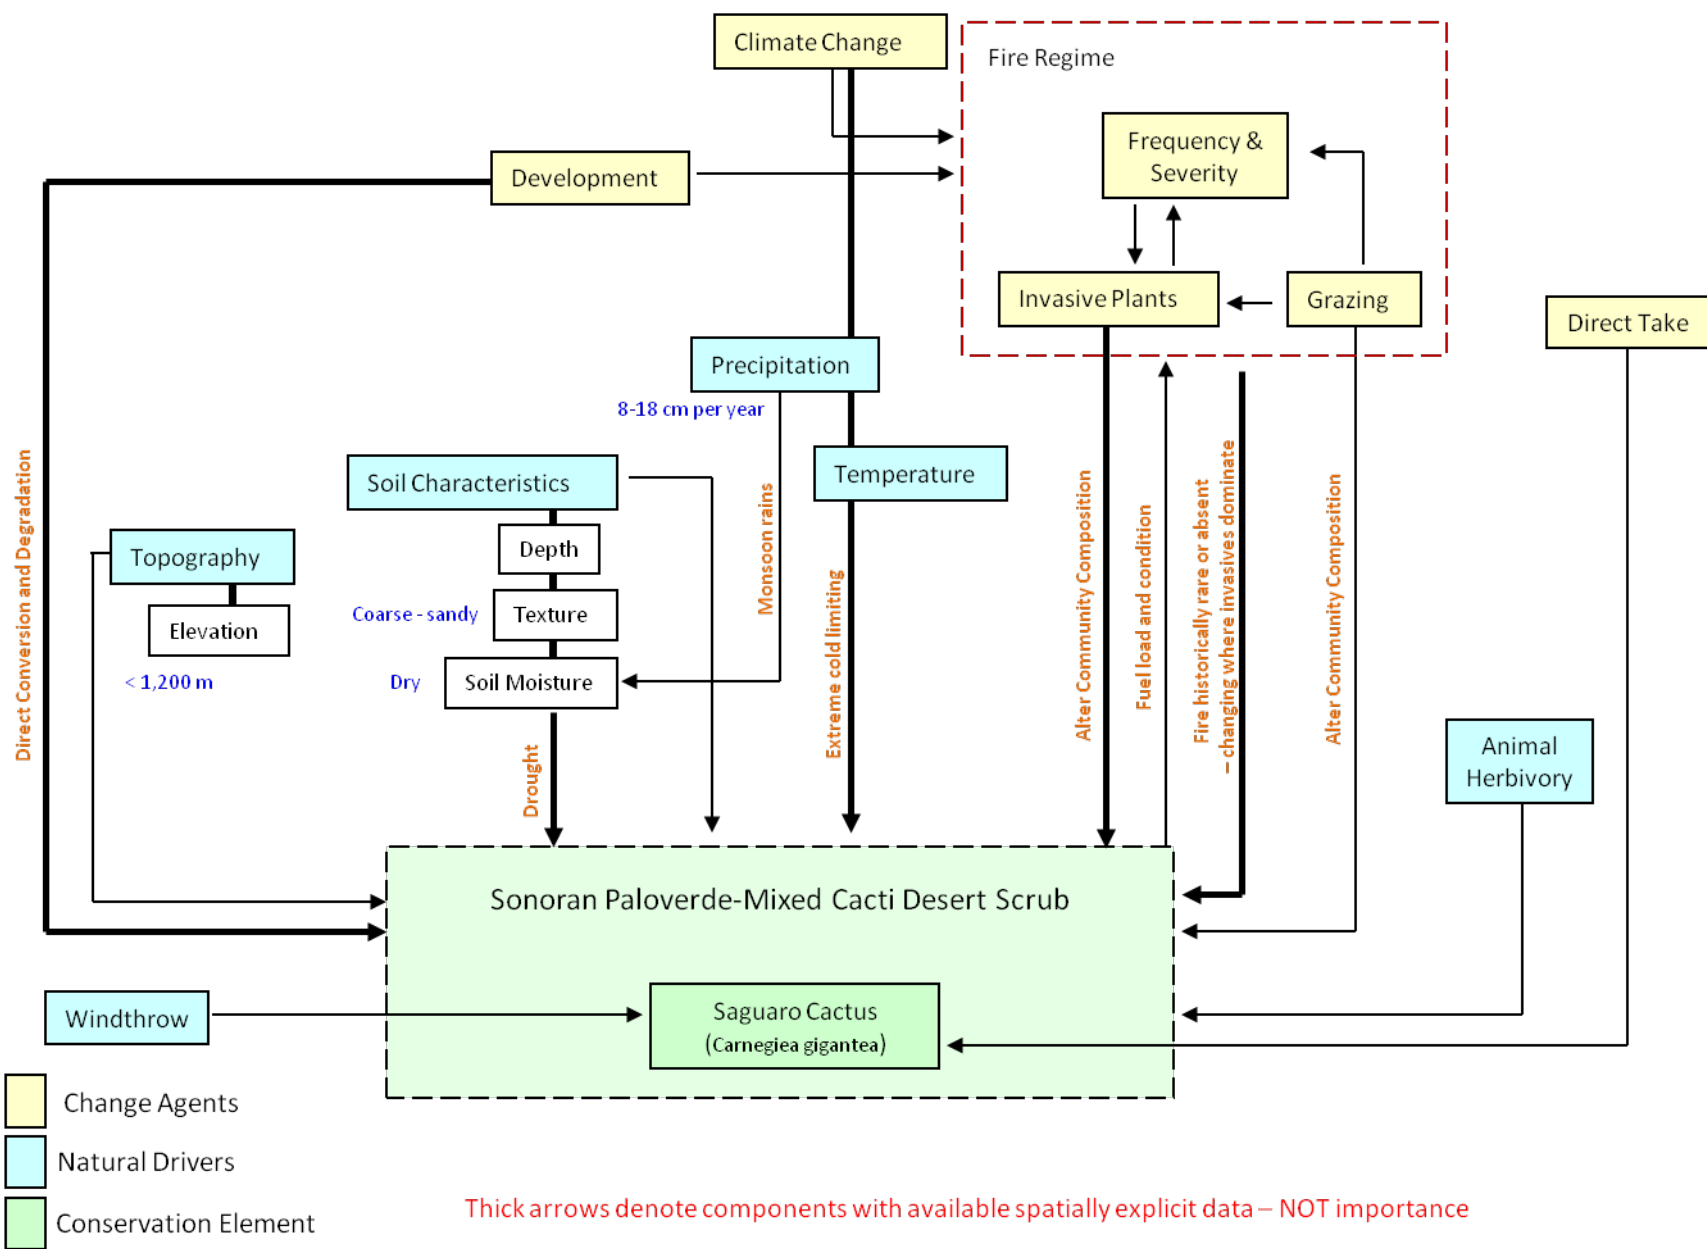 Climate Change
Fire Regime
Frequency &
Severity
Development
Invasive Plants
Grazing
Direct Take
Precipitation
8-18 cm per year
Soil Characteristics
Temperature
Depth
Topography
Texture
Coarse - sandy
Elevation
Soil Moisture
Dry
< 1,200 m
Direct Conversion and Degradation
Drought
Monsoon rains
Extreme cold limiting
Alter Community Composition
Fuel load and condition
Fire historically rare or absent
– changing where invasives dominate
Alter Community Composition
Animal
Herbivory
Sonoran Paloverde-Mixed Cacti Desert Scrub
Windthrow
Saguaro Cactus
(Carnegiea gigantea)
Change Agents
Natural Drivers
Conservation Element
Thick arrows denote components with available spatially explicit data – NOT importance